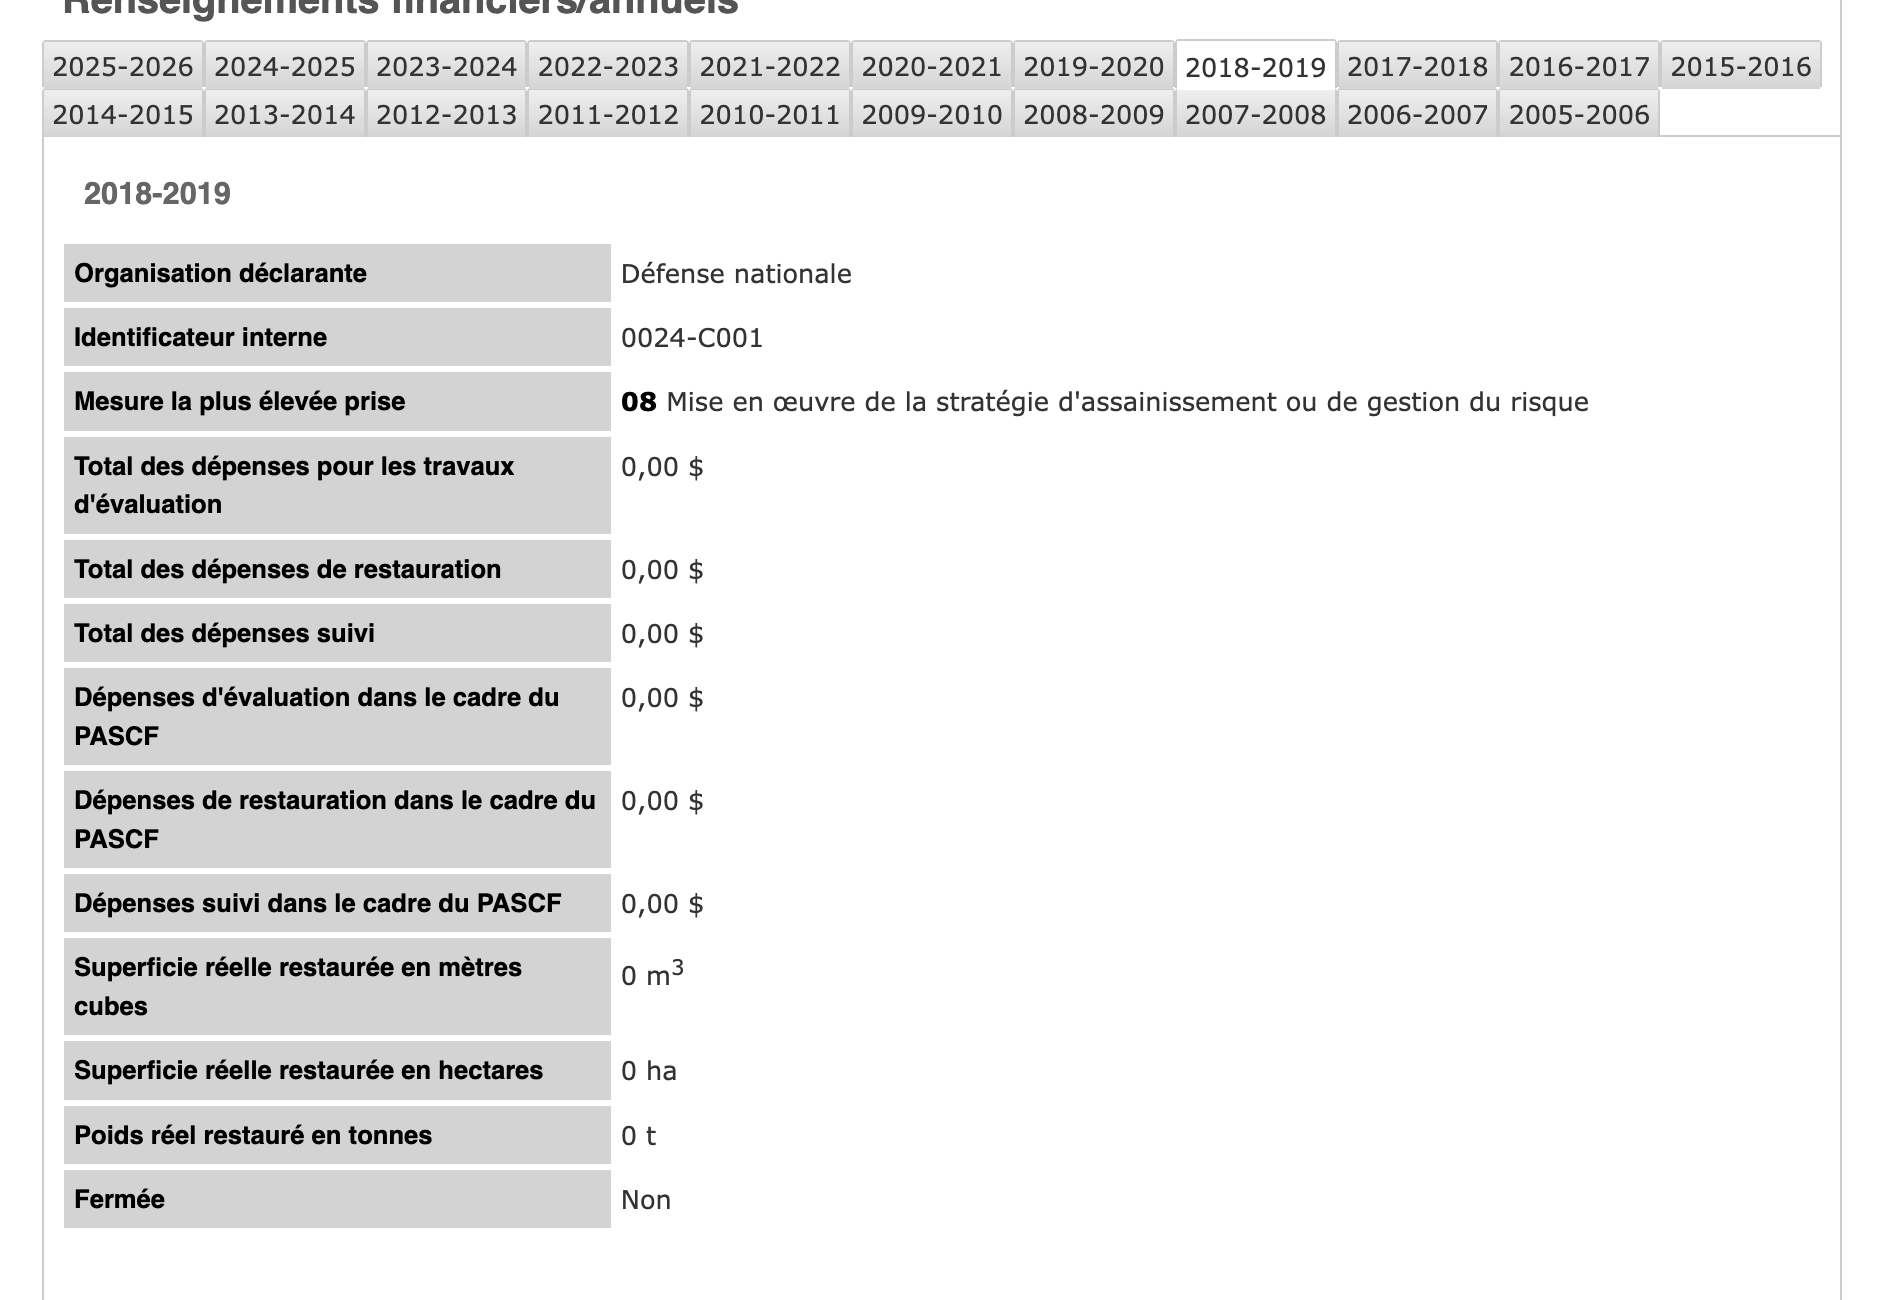 Renseignements financiers/annuels
2025-2026 2024-2025 2023-2024 2022-2023 2021-2022 2020-2021 2019-2020 2018-2019 2017-2018 2016-2017 2015-2016
2014-2015 2013-2014 2012-2013 2011-2012 2010-2011 2009-2010 2008-2009 2007-2008 2006-2007 2005-2006
2018-2019
Organisation déclarante Défense nationale
Identificateur interne 0024-C001
Mesure la plus élevée prise 08 Mise en œuvre de la stratégie d'assainissement ou de gestion du risque
Total des dépenses pour les travaux 0,00 $
d'évaluation
Total des dépenses de restauration 0,00 $
Total des dépenses suivi 0,00 $
Dépenses d'évaluation dans le cadre du 0,00 $
PASCF
Dépenses de restauration dans le cadre du 0,00 $
PASCF
Dépenses suivi dans le cadre du PASCF 0,00 $
Superficie réelle restaurée en mètres 0 m³
cubes
Superficie réelle restaurée en hectares 0 ha
Poids réel restauré en tonnes 0 t
Fermée Non